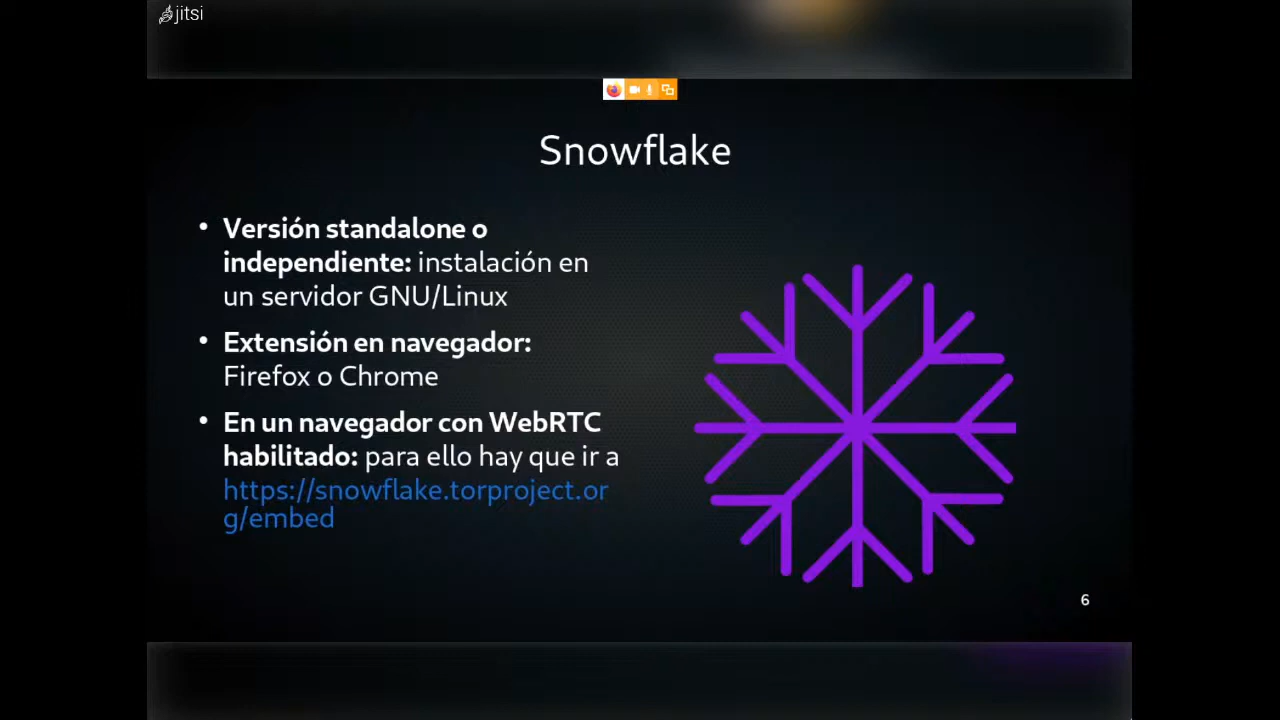 jitsi
Snowflake
• Versión standalone o
independiente: instalación en
un servidor GNU/Linux
• Extensión en navegador:
Firefox o Chrome
• En un navegador con WebRTC
habilitado: para ello hay que ir a
https://snowflake.torproject.or
g/embed
6